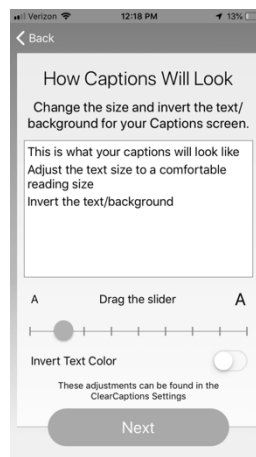 Verizon 12:18 PM 13%
Back
How Captions Will Look
Change the size and invert the text/
background for your Captions screen.
This is what your captions will look like
Adjust the text size to a comfortable
reading size
Invert the text/background
A Drag the slider A
Invert Text Color
These adjustments can be found in the
ClearCaptions Settings
Next